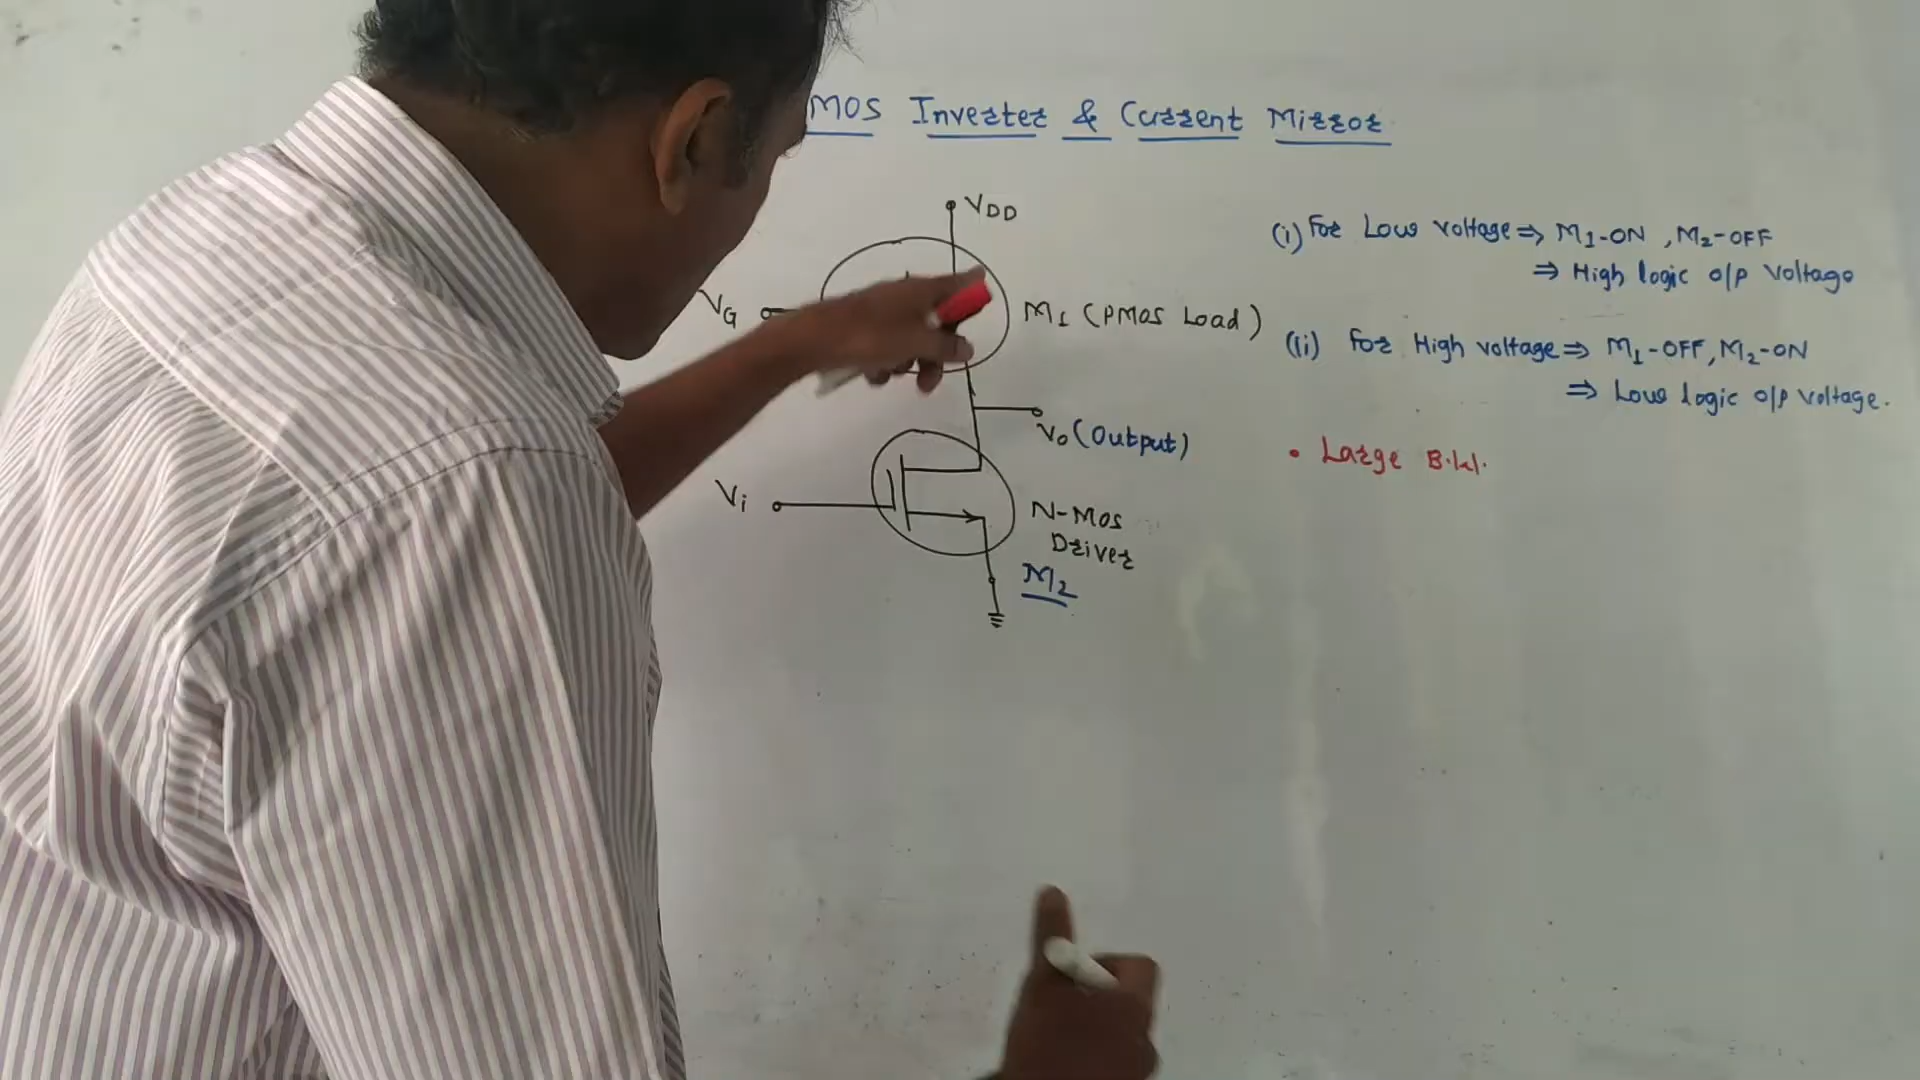 MOS Inverter & Current Mirror
VDD
VG
M1 (PMOS Load)
Vo (Output)
Vi
N-MOS
Driver
M2
(i) For Low voltage ⇒ M1-ON, M2-OFF
⇒ High logic o/p voltage
(ii) For High voltage ⇒ M1-OFF, M2-ON
⇒ Low logic o/p voltage.
• Large B.W.